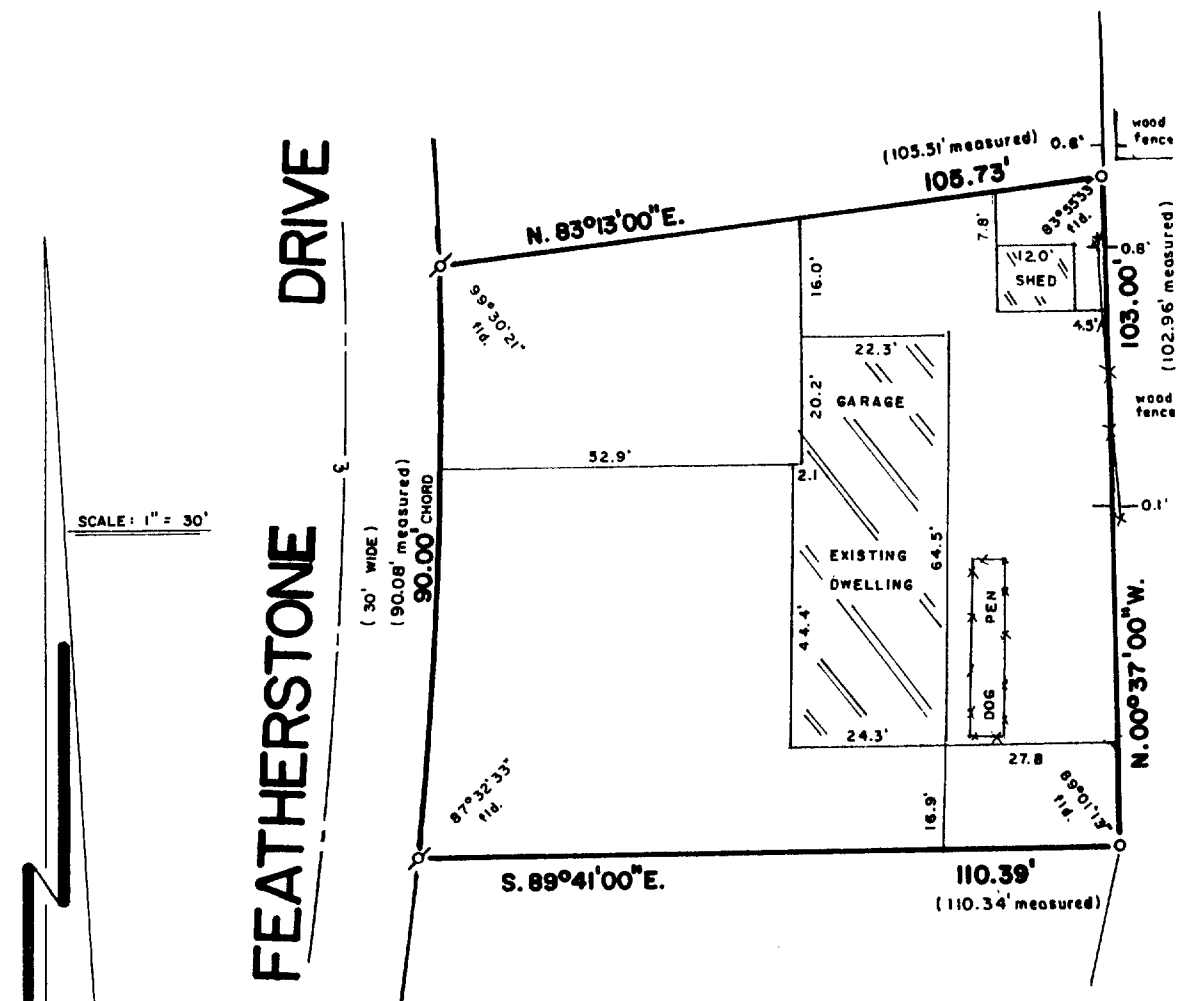 wood
fence
0.8'
(105.51' measured)
105.73'
N. 83°13'00"E.
83°55'33"
fld.
7.8'
12.0'
SHED
0.8'
4.5'
103.00'
(102.96' measured)
99°30'21"
fld.
16.0'
22.3'
GARAGE
20.2'
wood
fence
52.9'
2.1
0.1'
SCALE: 1" = 30'
FEATHERSTONE DRIVE
(30' WIDE)
(90.08' measured)
90.00' CHORD
EXISTING
DWELLING
64.5'
44.4'
DOG PEN
24.3'
27.8
N. 00°37'00"W.
87°32'33"
fld.
16.9'
89°01'13"
fld.
S. 89°41'00"E.
110.39'
(110.34' measured)